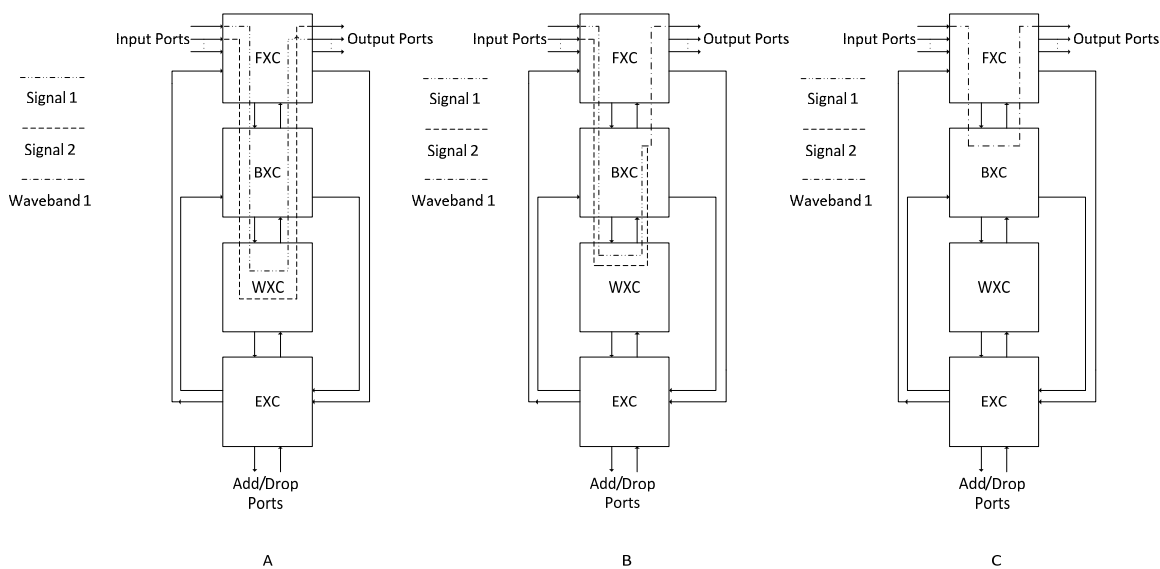 Input Ports FXC Output Ports Input Ports FXC Output Ports Input Ports FXC Output Ports
Signal 1 Signal 1 Signal 1
Signal 2 BXC Signal 2 BXC Signal 2 BXC
Waveband 1 Waveband 1 Waveband 1
WXC WXC WXC
EXC EXC EXC
Add/Drop Add/Drop Add/Drop
Ports Ports Ports
A B C